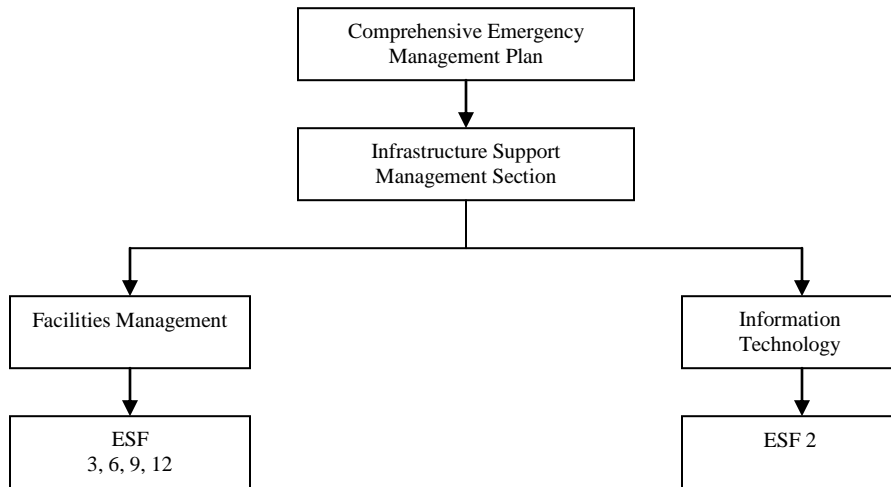 Comprehensive Emergency
Management Plan
Infrastructure Support
Management Section
Facilities Management
Information
Technology
ESF
3, 6, 9, 12
ESF 2